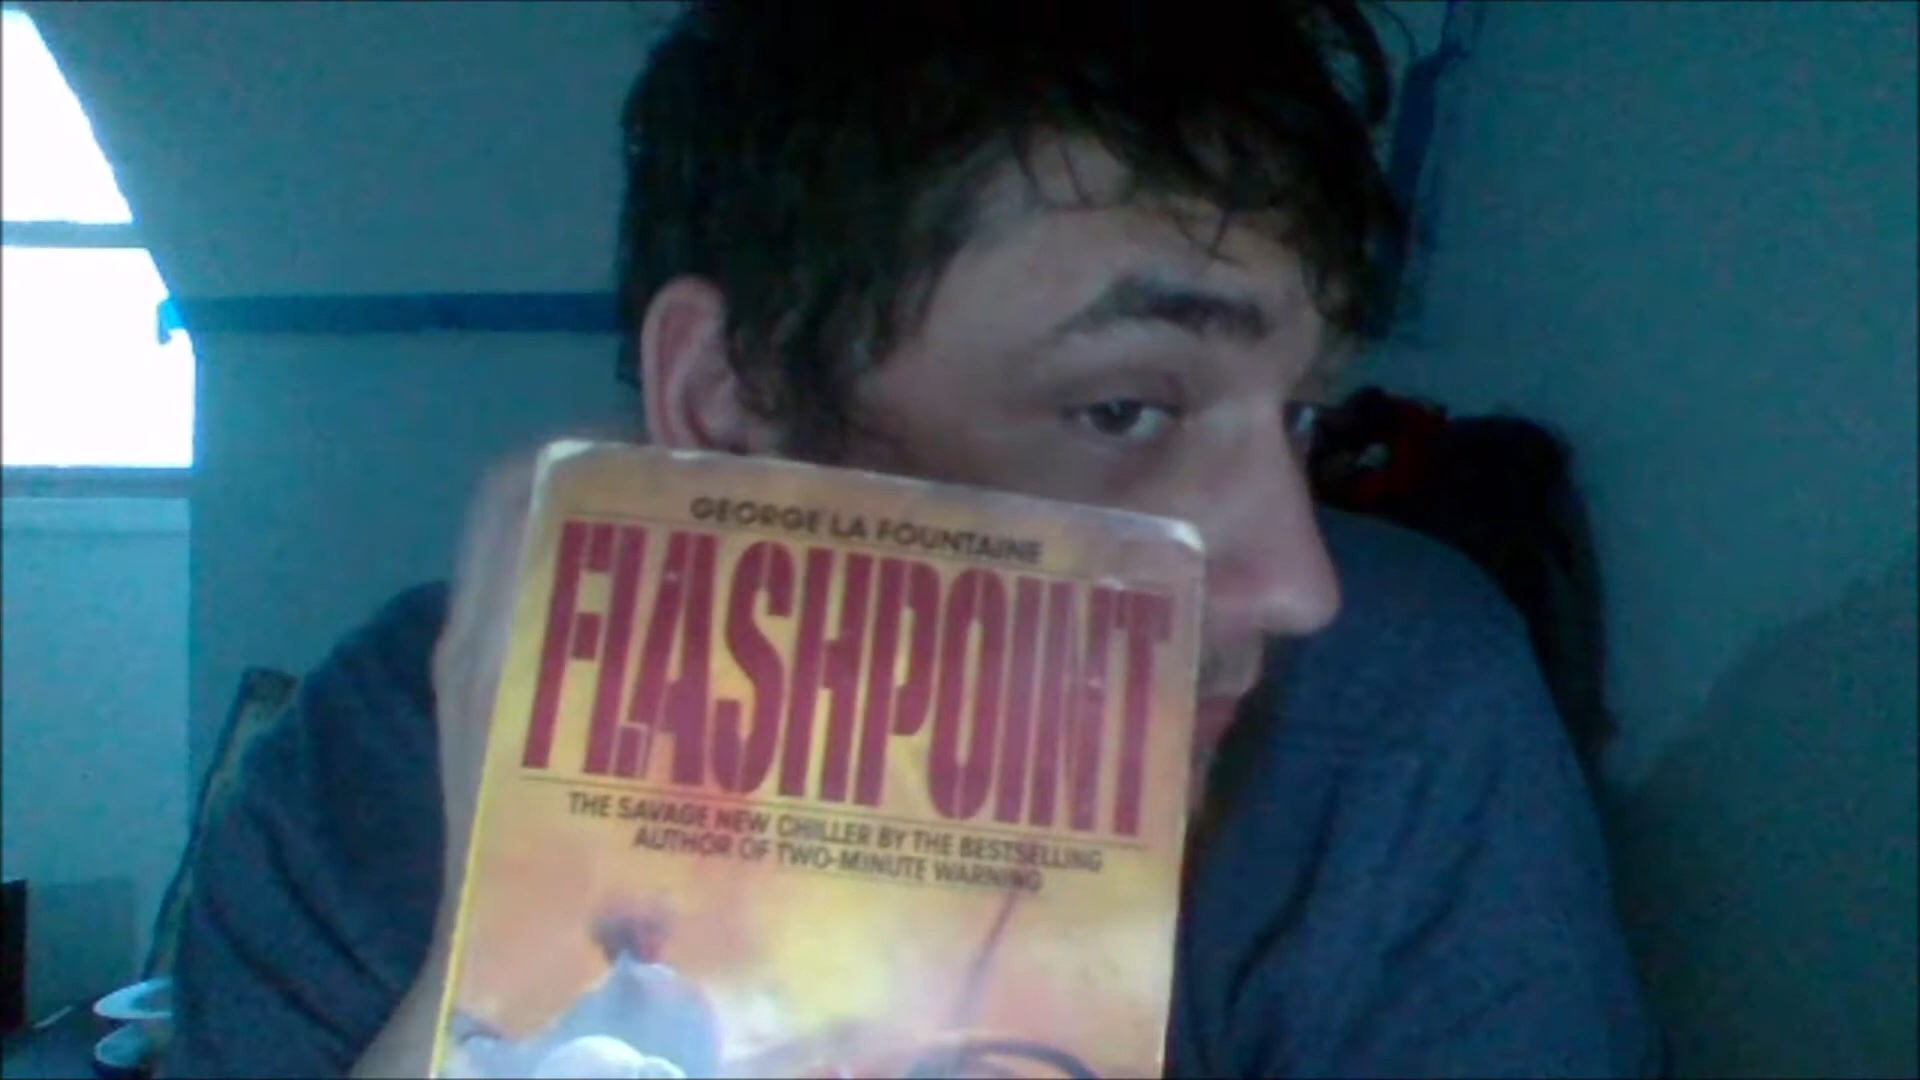 GEORGE LA FOUNTAINE
FLASHPOINT
THE SAVAGE NEW CHILLER BY THE BESTSELLING
AUTHOR OF TWO-MINUTE WARNING